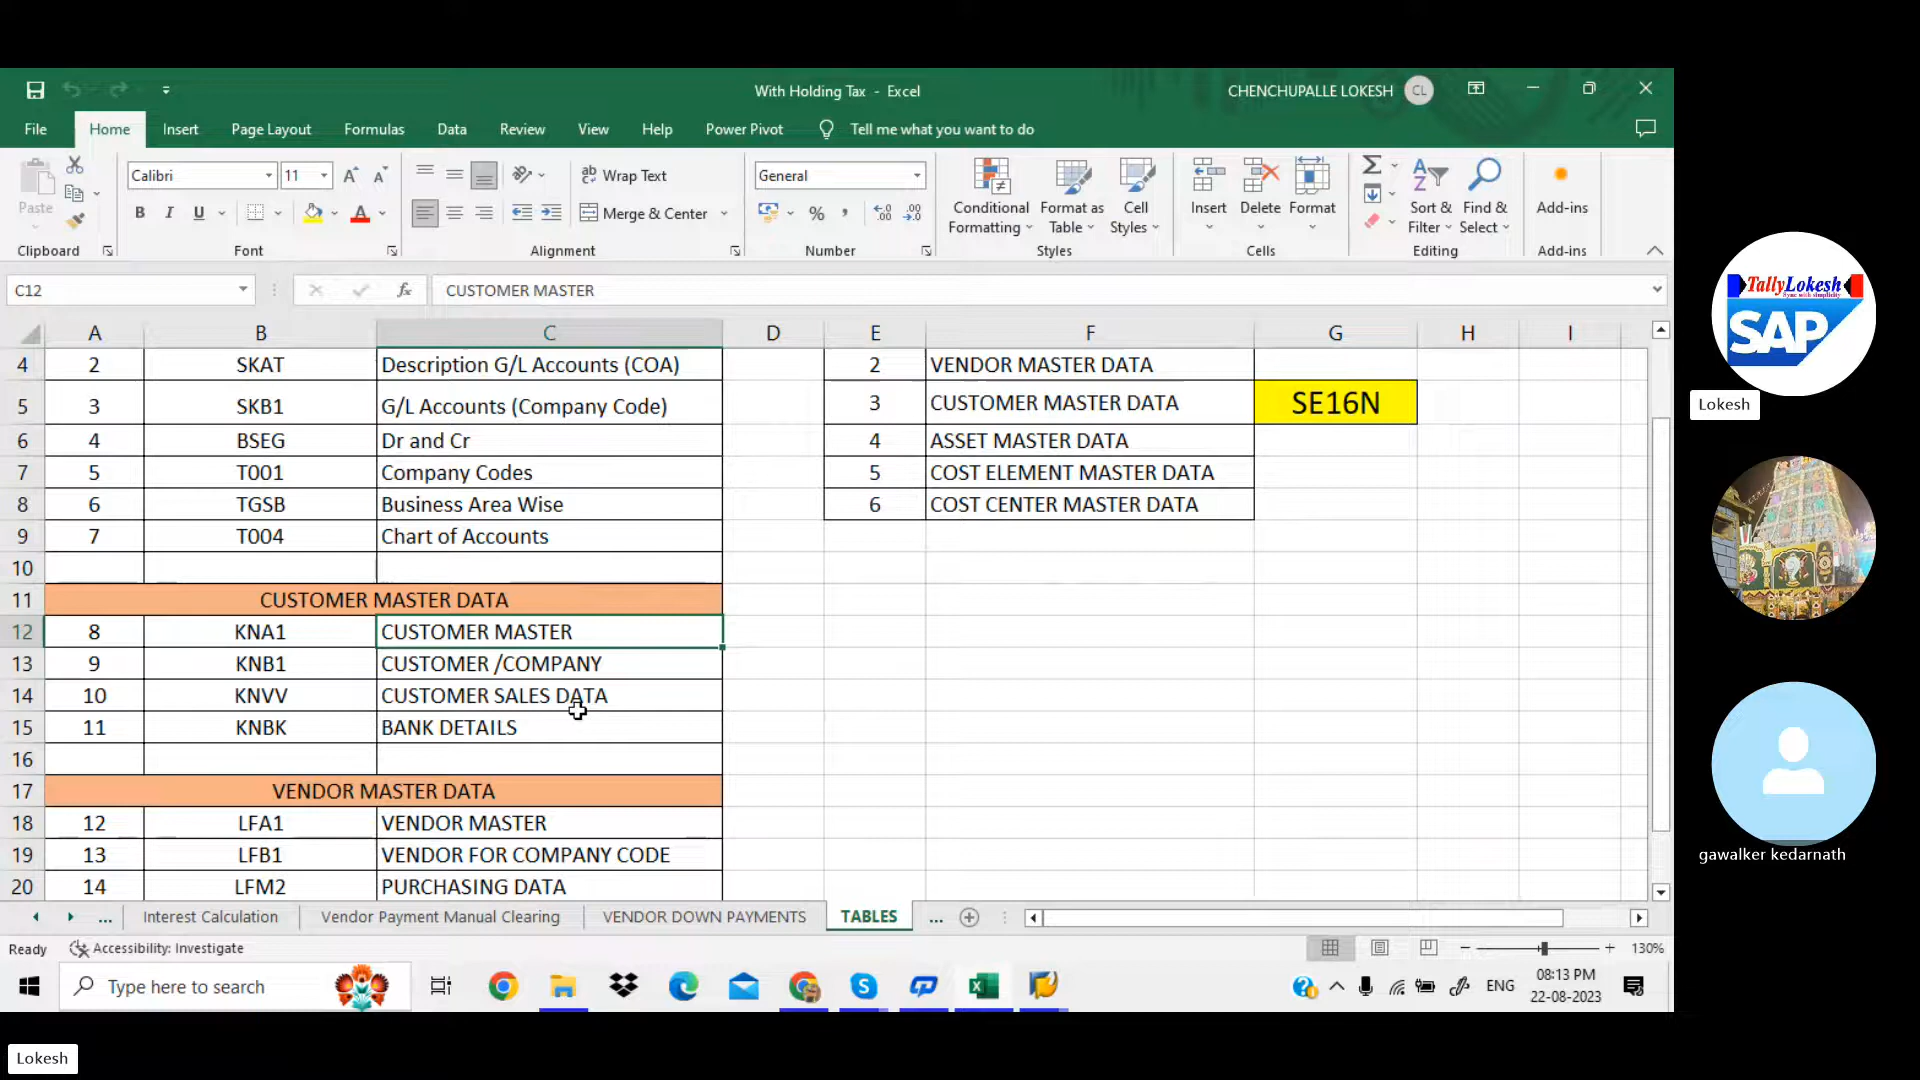 With Holding Tax - Excel
CHENCHUPALLE LOKESH
CL
File
Home
Insert
Page Layout
Formulas
Data
Review
View
Help
Power Pivot
Tell me what you want to do
Paste
Clipboard
Calibri
11
B I U
Font
Wrap Text
Merge & Center
Alignment
General
Number
Conditional Formatting
Format as Table
Cell Styles
Styles
Insert
Delete
Format
Cells
Sort & Filter
Find & Select
Editing
Add-ins
Add-ins
C12
fx
CUSTOMER MASTER
A B C D E F G H I
4 2 SKAT Description G/L Accounts (COA) 2 VENDOR MASTER DATA
5 3 SKB1 G/L Accounts (Company Code) 3 CUSTOMER MASTER DATA SE16N
6 4 BSEG Dr and Cr 4 ASSET MASTER DATA
7 5 T001 Company Codes 5 COST ELEMENT MASTER DATA
8 6 TGSB Business Area Wise 6 COST CENTER MASTER DATA
9 7 T004 Chart of Accounts
10
11 CUSTOMER MASTER DATA
12 8 KNA1 CUSTOMER MASTER
13 9 KNB1 CUSTOMER /COMPANY
14 10 KNVV CUSTOMER SALES DATA
15 11 KNBK BANK DETAILS
16
17 VENDOR MASTER DATA
18 12 LFA1 VENDOR MASTER
19 13 LFB1 VENDOR FOR COMPANY CODE
20 14 LFM2 PURCHASING DATA
... Interest Calculation Vendor Payment Manual Clearing VENDOR DOWN PAYMENTS TABLES ...
Ready
Accessibility: Investigate
130%
Type here to search
ENG
08:13 PM
22-08-2023
TallyLokesh
Sync with simplicity
SAP
Lokesh
gawalker kedarnath
Lokesh